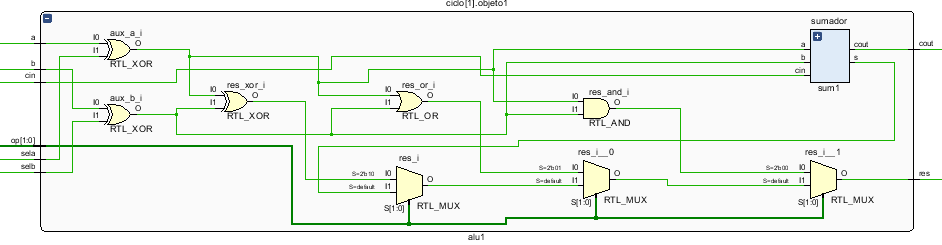 ciclo[1].objeto1
sumador
aux_a_i
a
I0
O
I1
RTL_XOR
a
cout
cout
b
s
b
cin
cin
sum1
res_xor_i
I0
O
I1
RTL_XOR
res_or_i
I0
O
I1
RTL_OR
res_and_i
I0
O
I1
RTL_AND
aux_b_i
I0
O
I1
RTL_XOR
op[1:0]
sela
selb
res_i
S=2'b10
I0
O
S=default
I1
S[1:0]
RTL_MUX
res_i__0
S=2'b01
I0
O
S=default
I1
S[1:0]
RTL_MUX
res_i__1
S=2'b00
I0
O
S=default
I1
S[1:0]
RTL_MUX
res
alu1